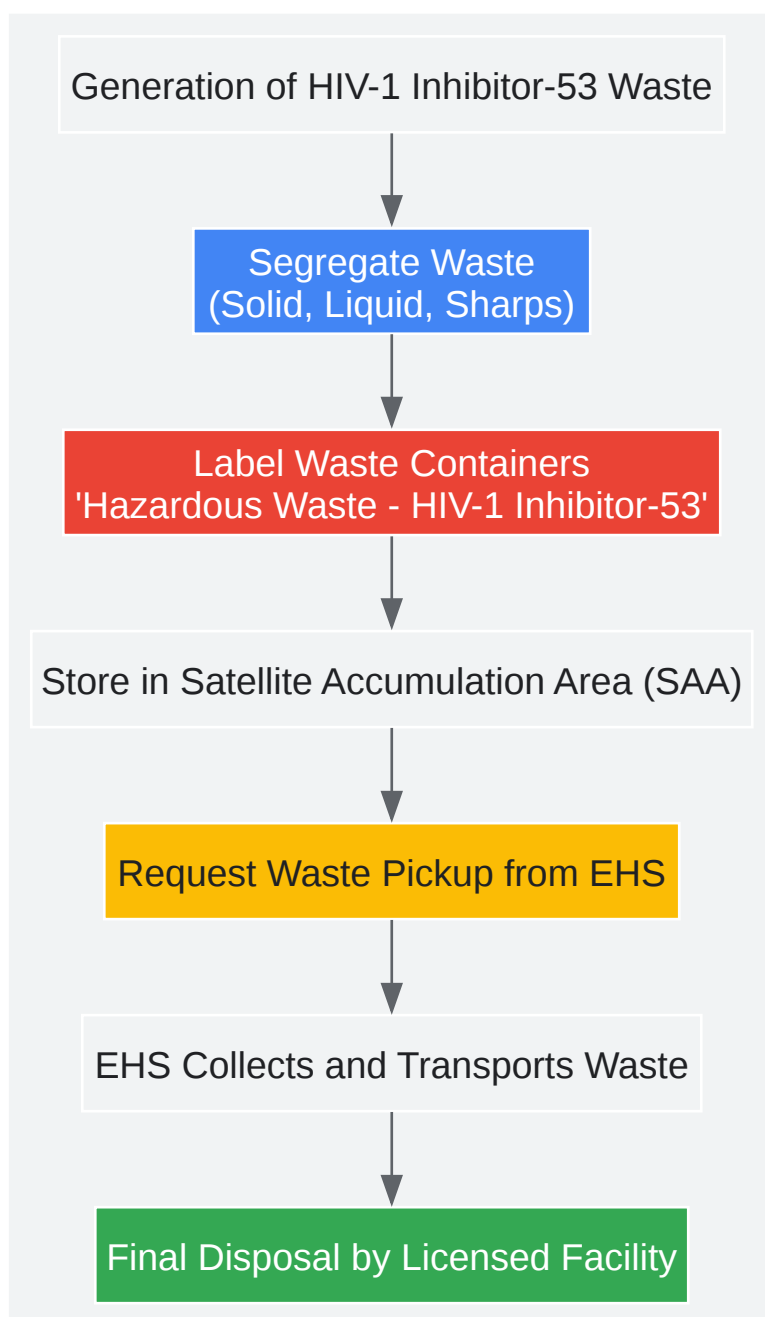 Generation of HIV-1 Inhibitor-53 Waste
Segregate Waste
(Solid, Liquid, Sharps)
Label Waste Containers
'Hazardous Waste - HIV-1 Inhibitor-53'
Store in Satellite Accumulation Area (SAA)
Request Waste Pickup from EHS
EHS Collects and Transports Waste
Final Disposal by Licensed Facility